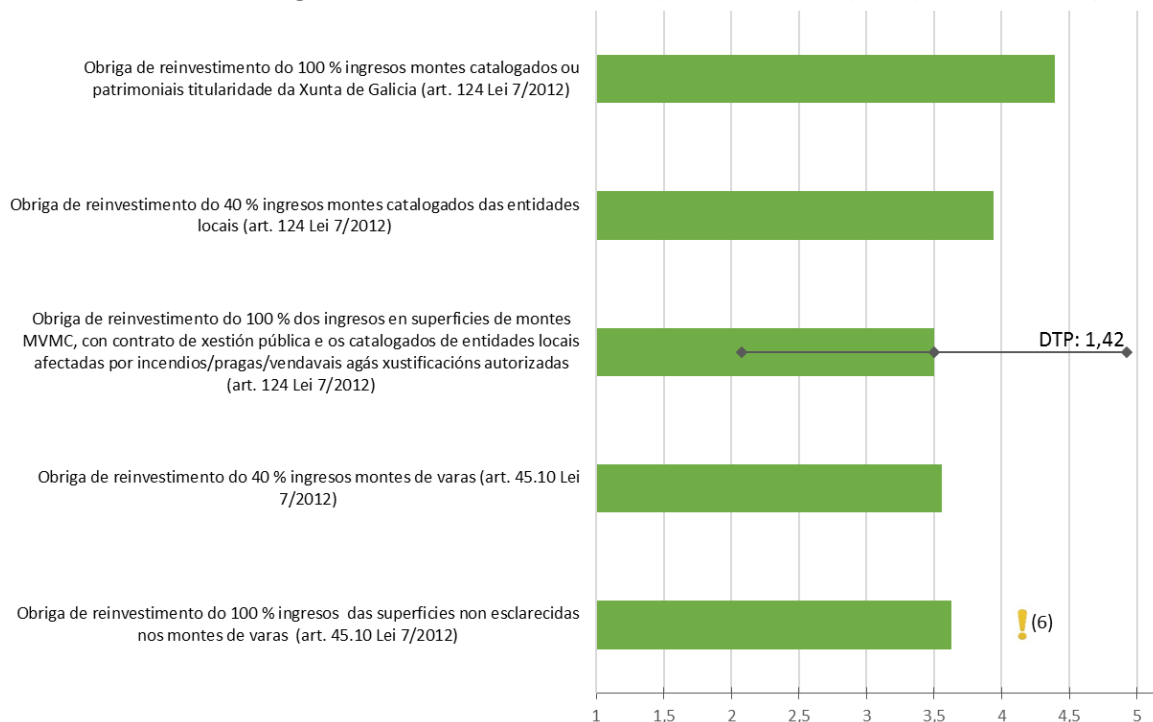 Obriga de reinvestimento do 100 % ingresos montes catalogados ou
patrimoniais titularidade da Xunta de Galicia (art. 124 Lei 7/2012)
Obriga de reinvestimento do 40 % ingresos montes catalogados das entidades
locais (art. 124 Lei 7/2012)
Obriga de reinvestimento do 100 % dos ingresos en superficies de montes
MVMC, con contrato de xestión pública e os catalogados de entidades locais
afectadas por incendios/pragas/vendavais agás xustificacións autorizadas
(art. 124 Lei 7/2012)
DTP: 1,42
Obriga de reinvestimento do 40 % ingresos montes de varas (art. 45.10 Lei
7/2012)
Obriga de reinvestimento do 100 % ingresos das superficies non esclarecidas
nos montes de varas (art. 45.10 Lei 7/2012)
! (6)
1 1,5 2 2,5 3 3,5 4 4,5 5